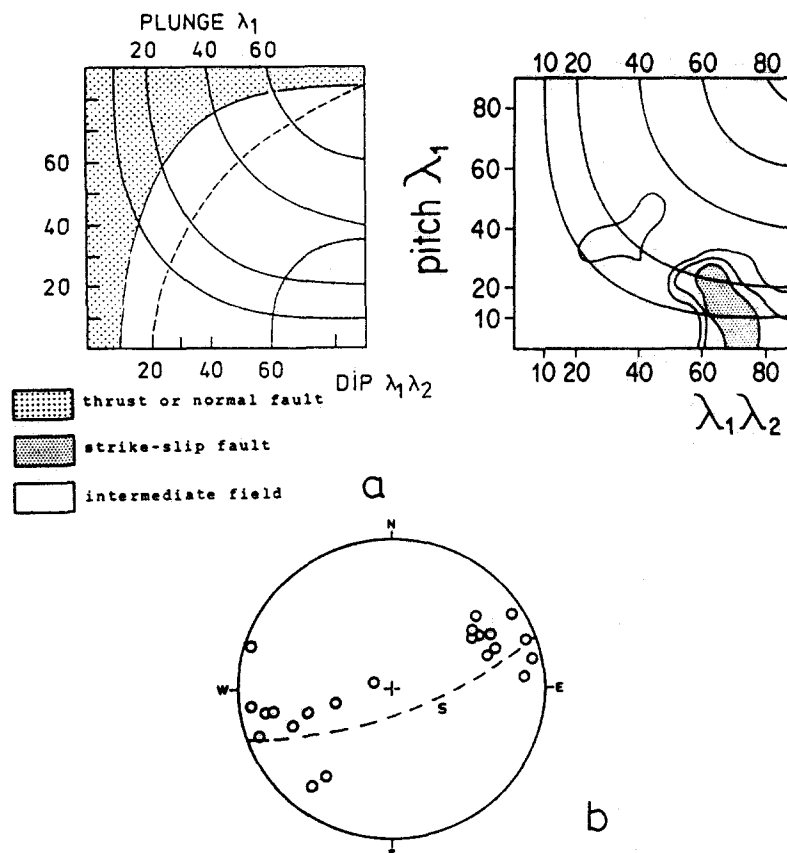 PLUNGE λ1
20 40 60
60
40
20
20 40 60 DIP λ1λ2
10 20 40 60 80
pitch λ1
80
60
40
20
10
10 20 40 60 80
λ1λ2
thrust or normal fault
strike-slip fault
intermediate field
a
N
W
E
S
b